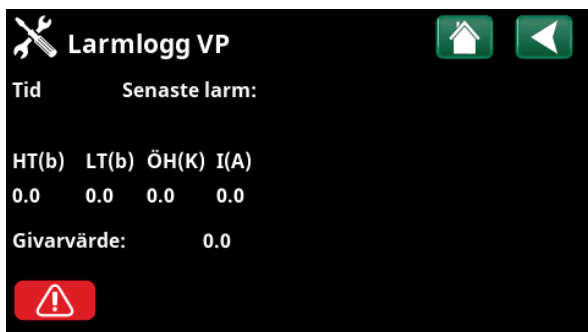 Larmlogg VP
Tid Senaste larm:
HT(b) LT(b) ÖH(K) I(A)
0.0 0.0 0.0 0.0
Givarvärde: 0.0